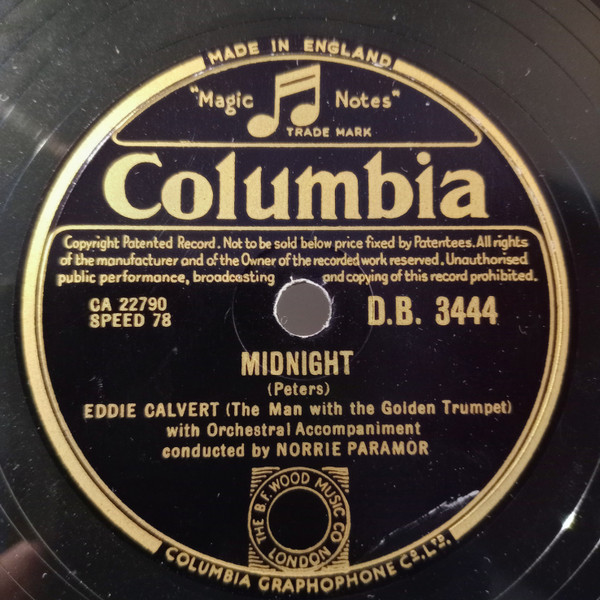 MADE IN ENGLAND
"Magic Notes"
TRADE MARK
Columbia
Copyright Patented Record. Not to be sold below price fixed by Patentees. All rights
of the manufacturer and of the Owner of the recorded work reserved. Unauthorised
public performance, broadcasting and copying of this record prohibited.
CA 22790
SPEED 78
D.B. 3444
MIDNIGHT
(Peters)
EDDIE CALVERT (The Man with the Golden Trumpet)
with Orchestral Accompaniment
conducted by NORRIE PARAMOR
THE B.F. WOOD MUSIC CO
LONDON
COLUMBIA GRAPHOPHONE CO. LTD.